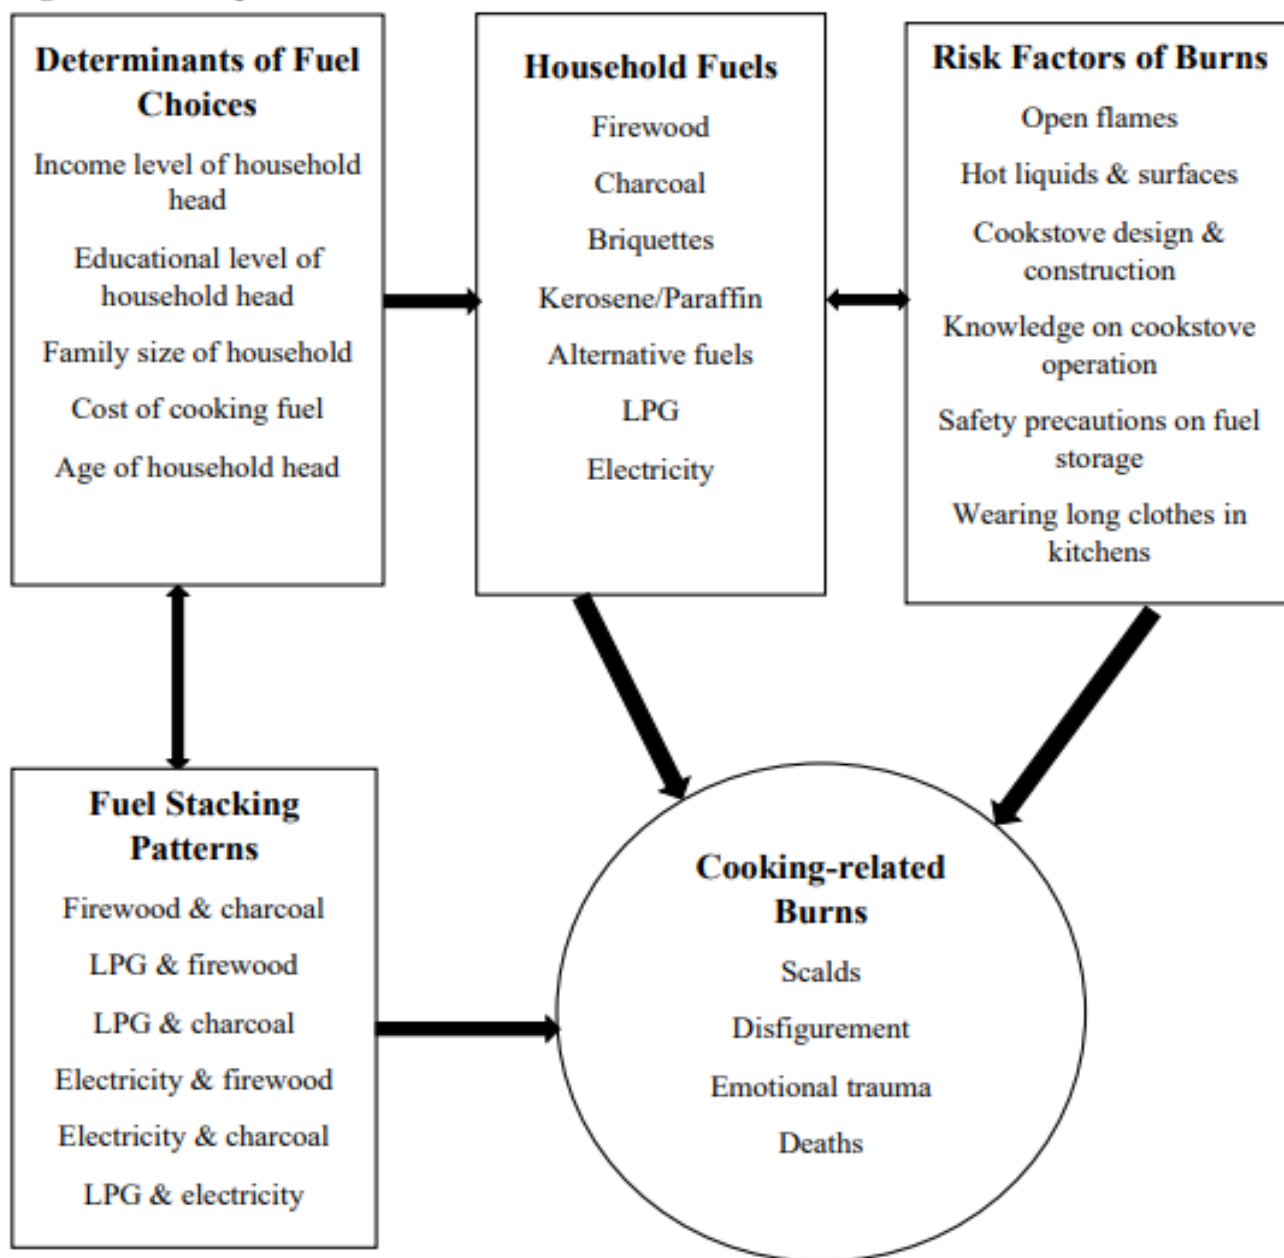 Determinants of Fuel
Choices
Income level of household
head
Educational level of
household head
Family size of household
Cost of cooking fuel
Age of household head
Household Fuels
Firewood
Charcoal
Briquettes
Kerosene/Paraffin
Alternative fuels
LPG
Electricity
Risk Factors of Burns
Open flames
Hot liquids & surfaces
Cookstove design &
construction
Knowledge on cookstove
operation
Safety precautions on fuel
storage
Wearing long clothes in
kitchens
Fuel Stacking
Patterns
Firewood & charcoal
LPG & firewood
LPG & charcoal
Electricity & firewood
Electricity & charcoal
LPG & electricity
Cooking-related
Burns
Scalds
Disfigurement
Emotional trauma
Deaths